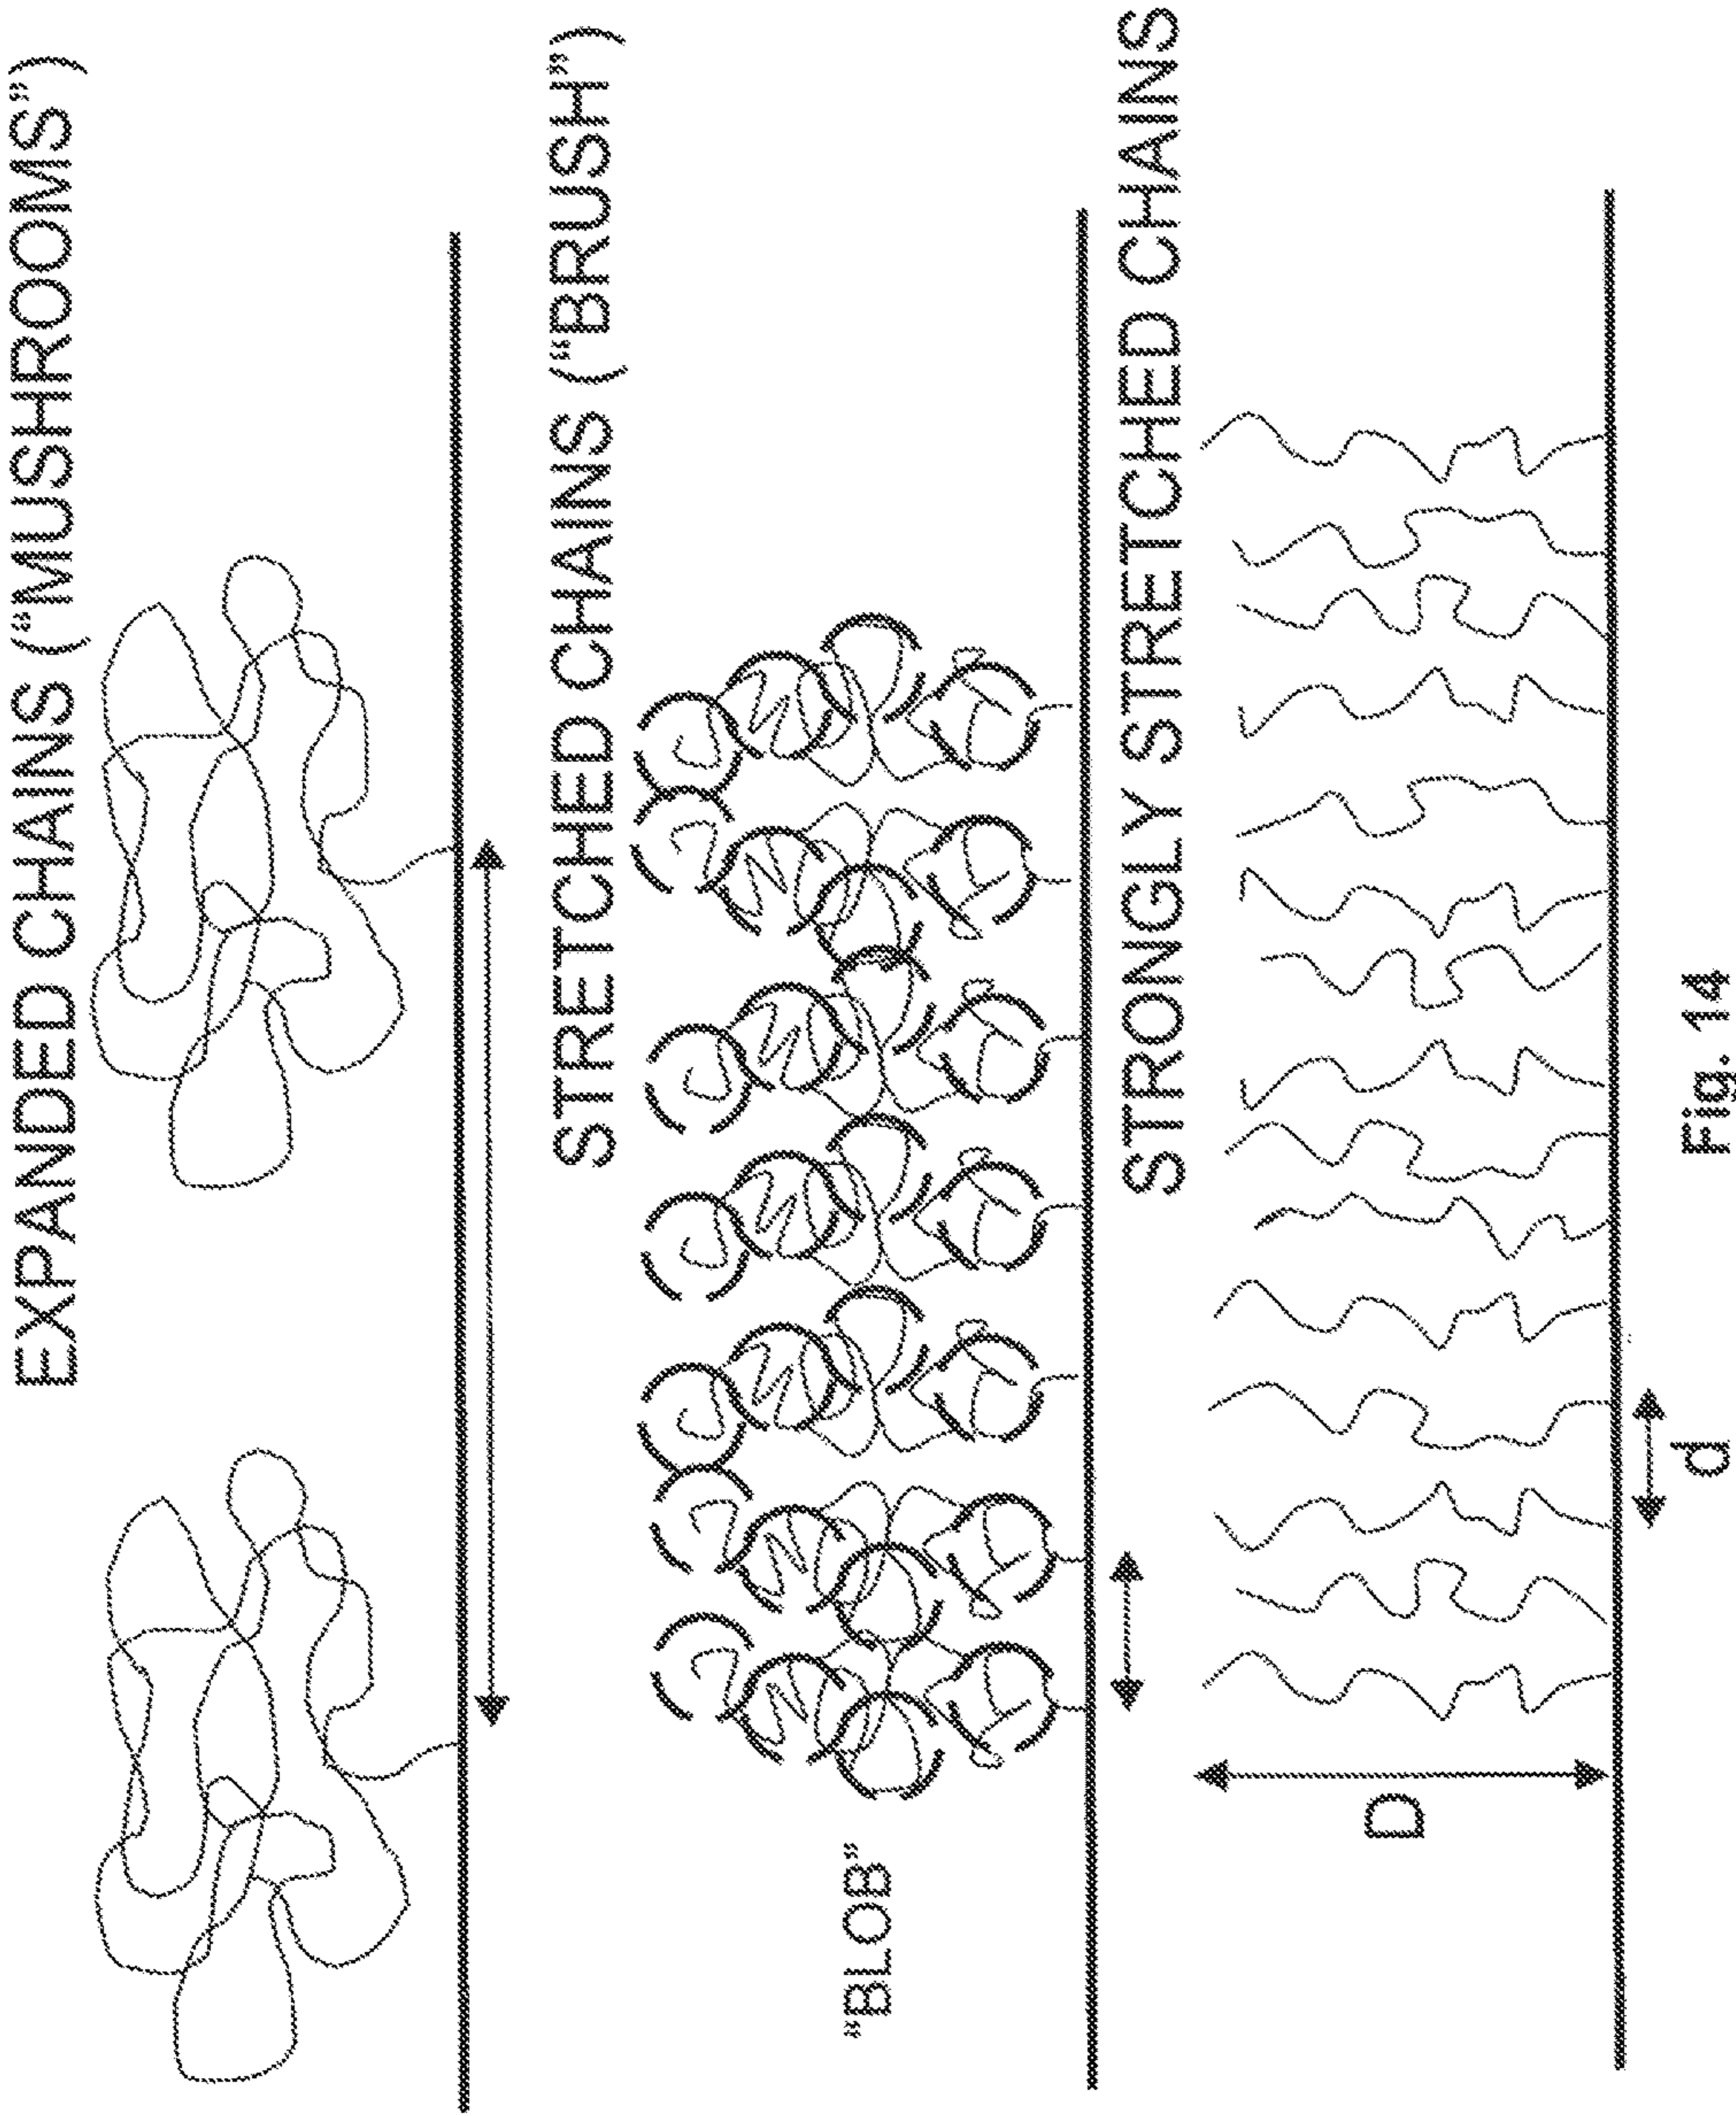 EXPANDED CHAINS (“MUSHROOMS”)
STRETCHED CHAINS (“BRUSH”)
“BLOB”
STRONGLY STRETCHED CHAINS
D
d
Fig. 14